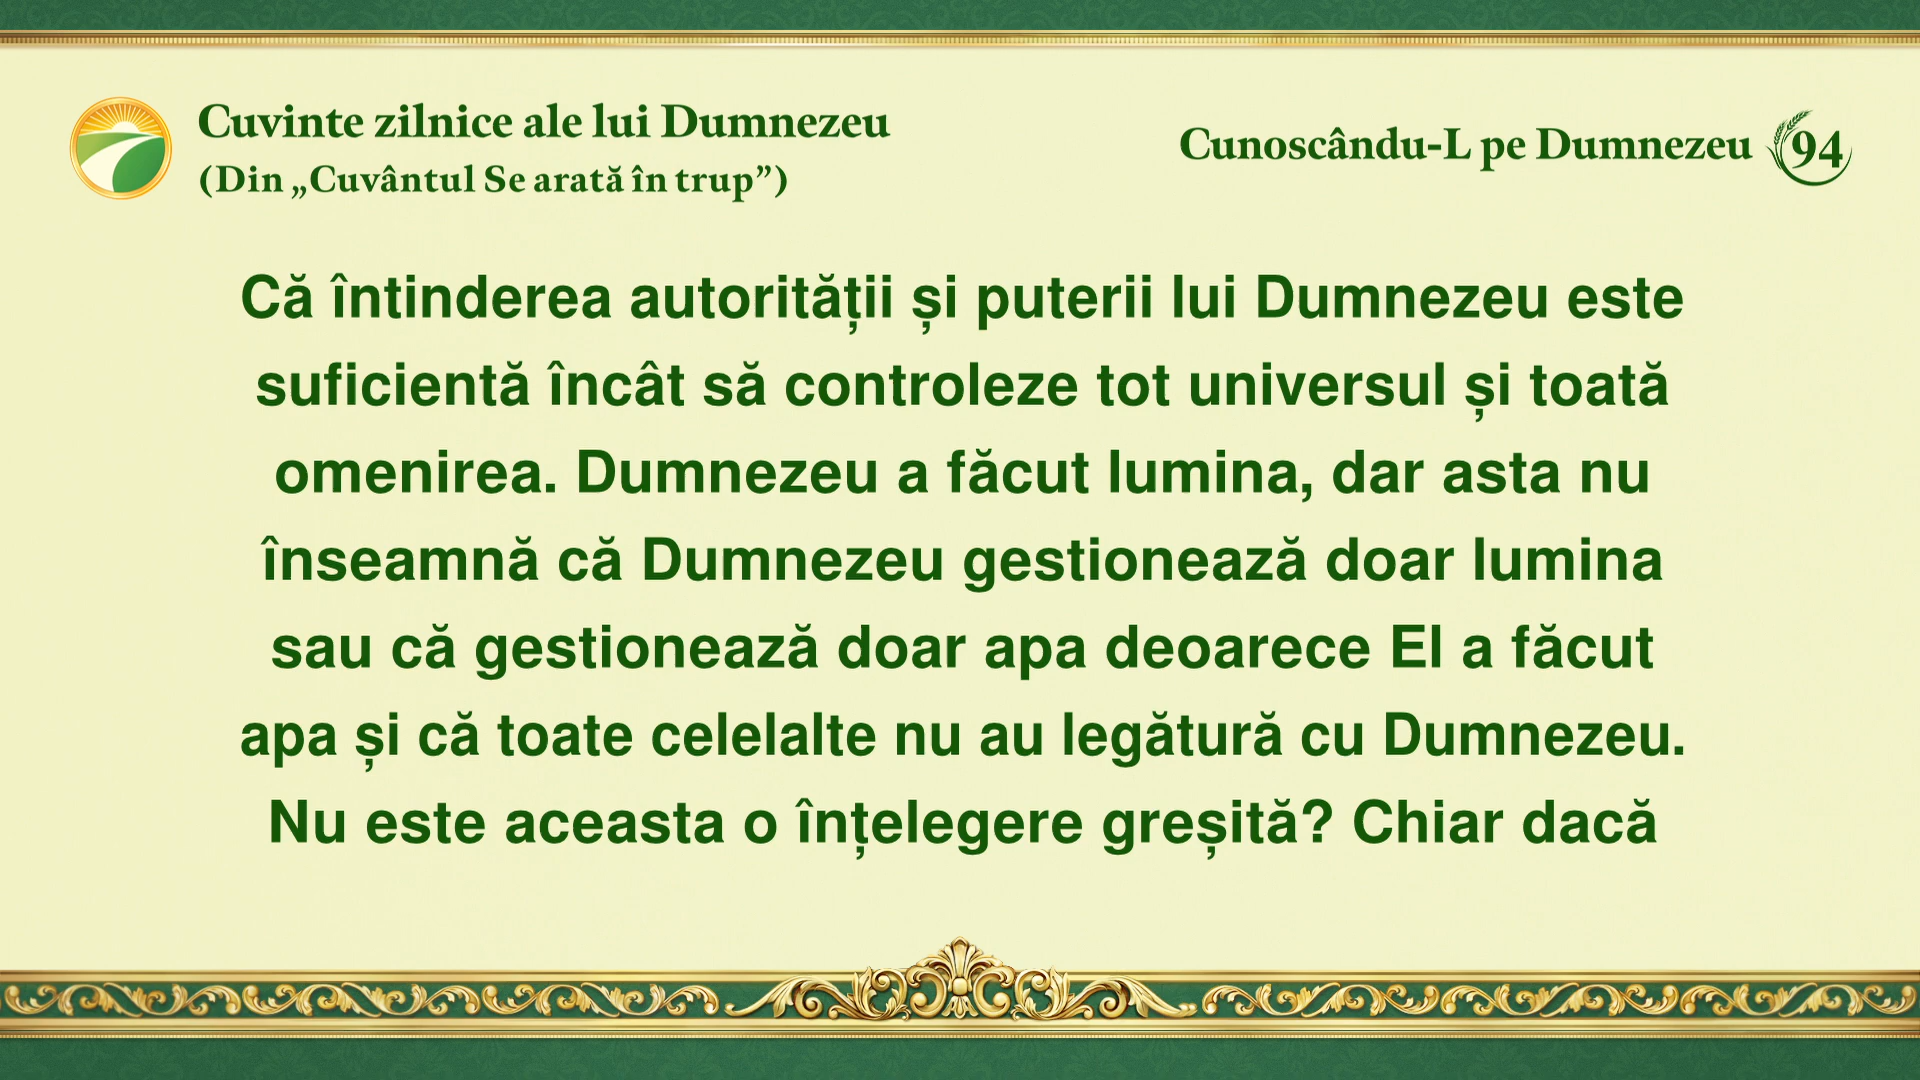 Cuvinte zilnice ale lui Dumnezeu
(Din „Cuvântul Se arată în trup”)
Cunoscându-L pe Dumnezeu 94
Că întinderea autorității și puterii lui Dumnezeu este
suficientă încât să controleze tot universul și toată
omenirea. Dumnezeu a făcut lumina, dar asta nu
înseamnă că Dumnezeu gestionează doar lumina
sau că gestionează doar apa deoarece El a făcut
apa și că toate celelalte nu au legătură cu Dumnezeu.
Nu este aceasta o înțelegere greșită? Chiar dacă